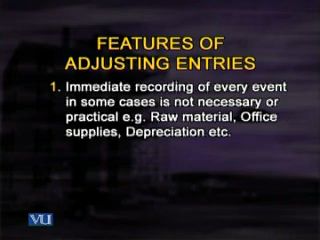 FEATURES OF
ADJUSTING ENTRIES
1. Immediate recording of every event
in some cases is not necessary or
practical e.g. Raw material, Office
supplies, Depreciation etc.
VU